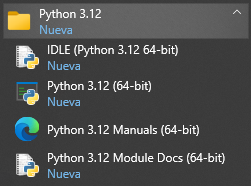 Python 3.12
Nueva
IDLE (Python 3.12 64-bit)
Nueva
Python 3.12 (64-bit)
Nueva
Python 3.12 Manuals (64-bit)
Python 3.12 Module Docs (64-bit)
Nueva